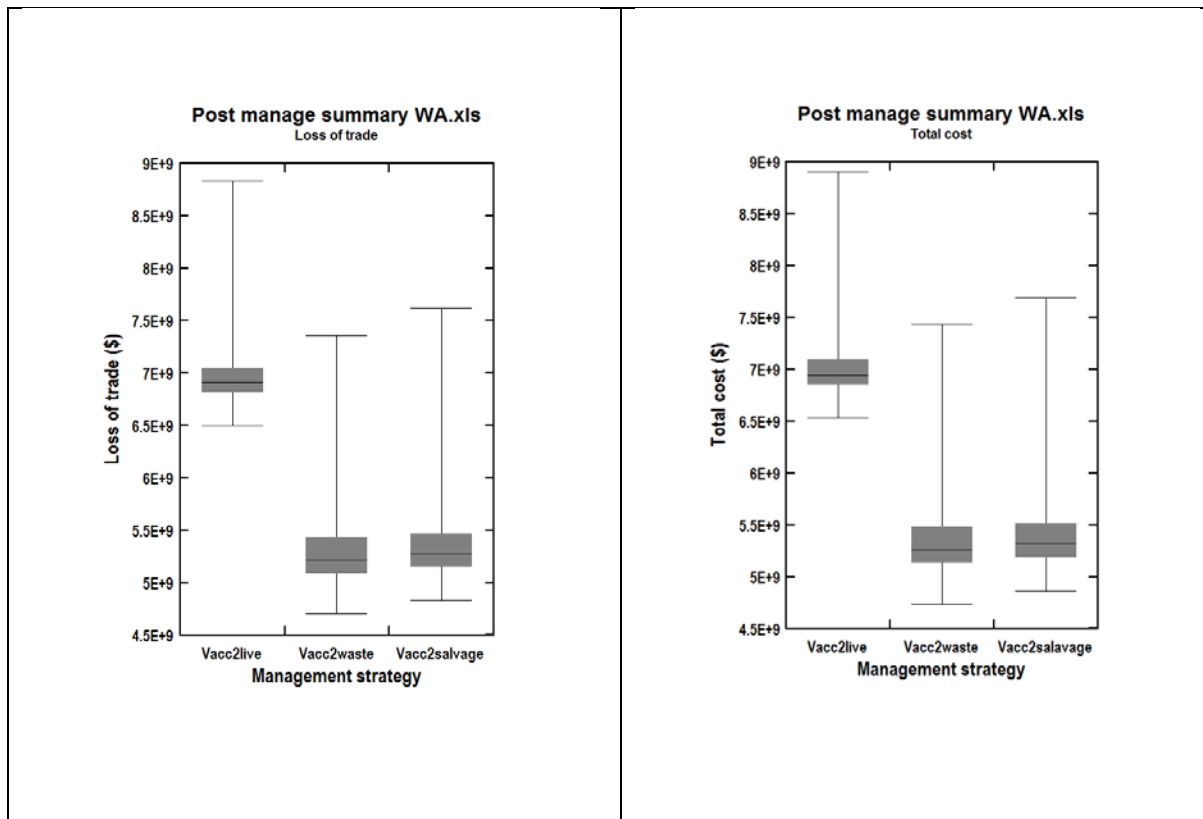 Post manage summary WA.xls
Loss of trade
9E+9
8.5E+9
8E+9
7.5E+9
7E+9
6.5E+9
6E+9
5.5E+9
5E+9
4.5E+9
Loss of trade ($)
Vacc2live Vacc2waste Vacc2salvage
Management strategy
Post manage summary WA.xls
Total cost
9E+9
8.5E+9
8E+9
7.5E+9
7E+9
6.5E+9
6E+9
5.5E+9
5E+9
4.5E+9
Total cost ($)
Vacc2live Vacc2waste Vacc2salavage
Management strategy